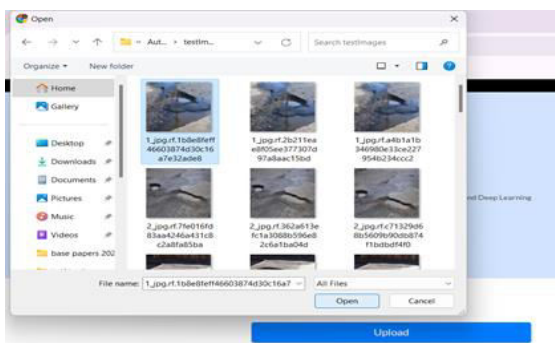 Open
Aut... › testIm...
Search testImages
Organize
New folder
Home
Gallery
Desktop
Downloads
Documents
Pictures
Music
Videos
base papers 202
1_jpg.rf.1b8e8feff
46603874d30c16
a7e32ade8
1_jpg.rf.2b211ea
e8f05ee377307d
97a8aac15bd
1_jpg.rf.a4b1a1b
346980e33ce227
954b234ccc2
2_jpg.rf.7fe016fd
83aa4246a431c8
c2a8fa85ba
2_jpg.rf.362a613e
fc1a3088b596e8
2c6a1ba04d
2_jpg.rf.c71329d6
8b5609b90db874
f1bdbdf4f0
nd Deep Learning
File name:
1_jpg.rf.1b8e8feff46603874d30c16a7
All Files
Open
Cancel
Upload